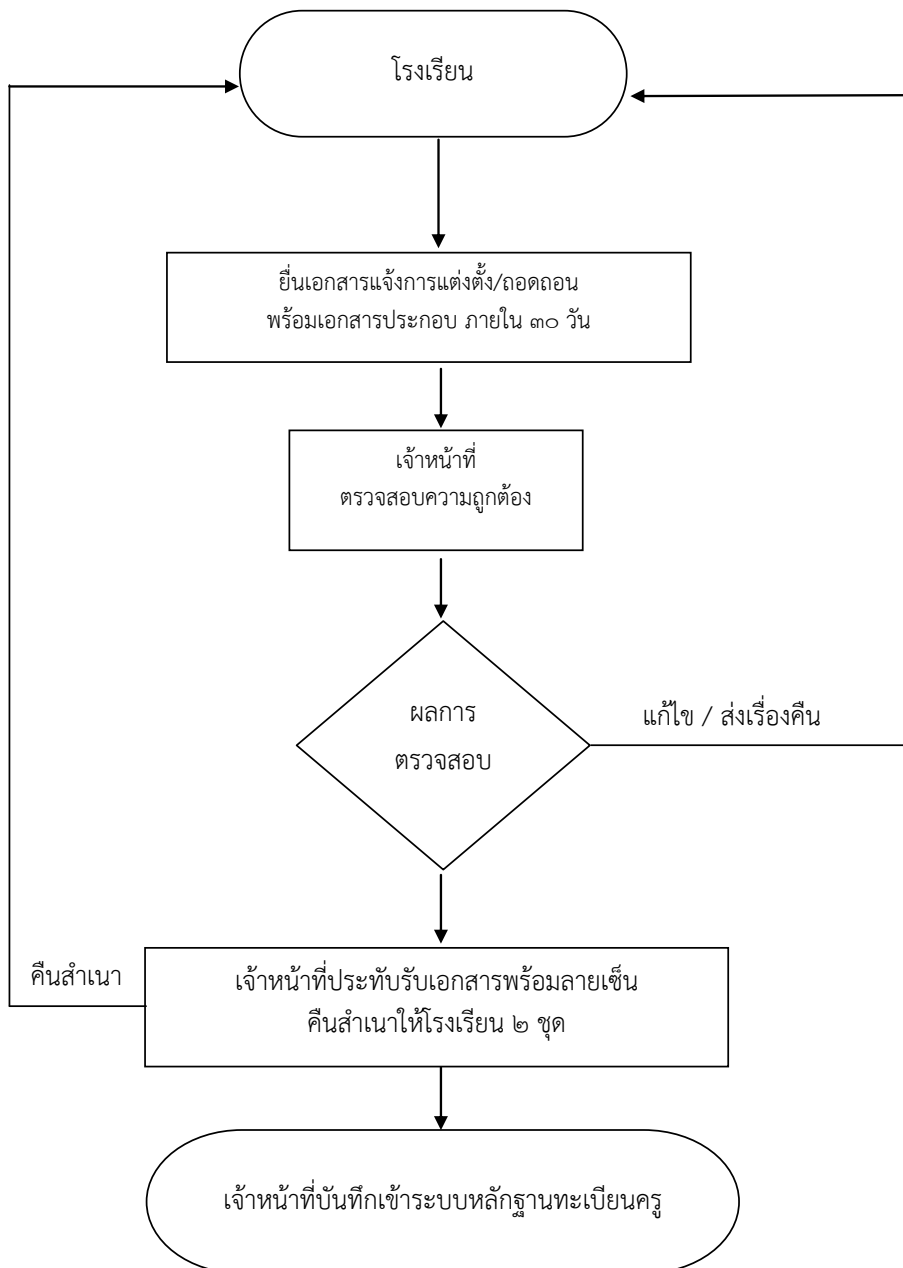 โรงเรียน
ยื่นเอกสารแจ้งการแต่งตั้ง/ถอดถอน
พร้อมเอกสารประกอบ ภายใน ๓๐ วัน
เจ้าหน้าที่
ตรวจสอบความถูกต้อง
ผลการ
ตรวจสอบ
แก้ไข / ส่งเรื่องคืน
คืนสำเนา
เจ้าหน้าที่ประทับรับเอกสารพร้อมลายเซ็น
คืนสำเนาให้โรงเรียน ๒ ชุด
เจ้าหน้าที่บันทึกเข้าระบบหลักฐานทะเบียนครู